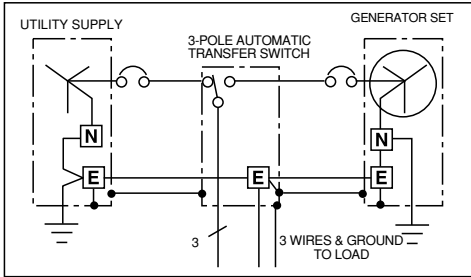 UTILITY SUPPLY
GENERATOR SET
3-POLE AUTOMATIC
TRANSFER SWITCH
N
N
E
E
E
3
3 WIRES & GROUND
TO LOAD